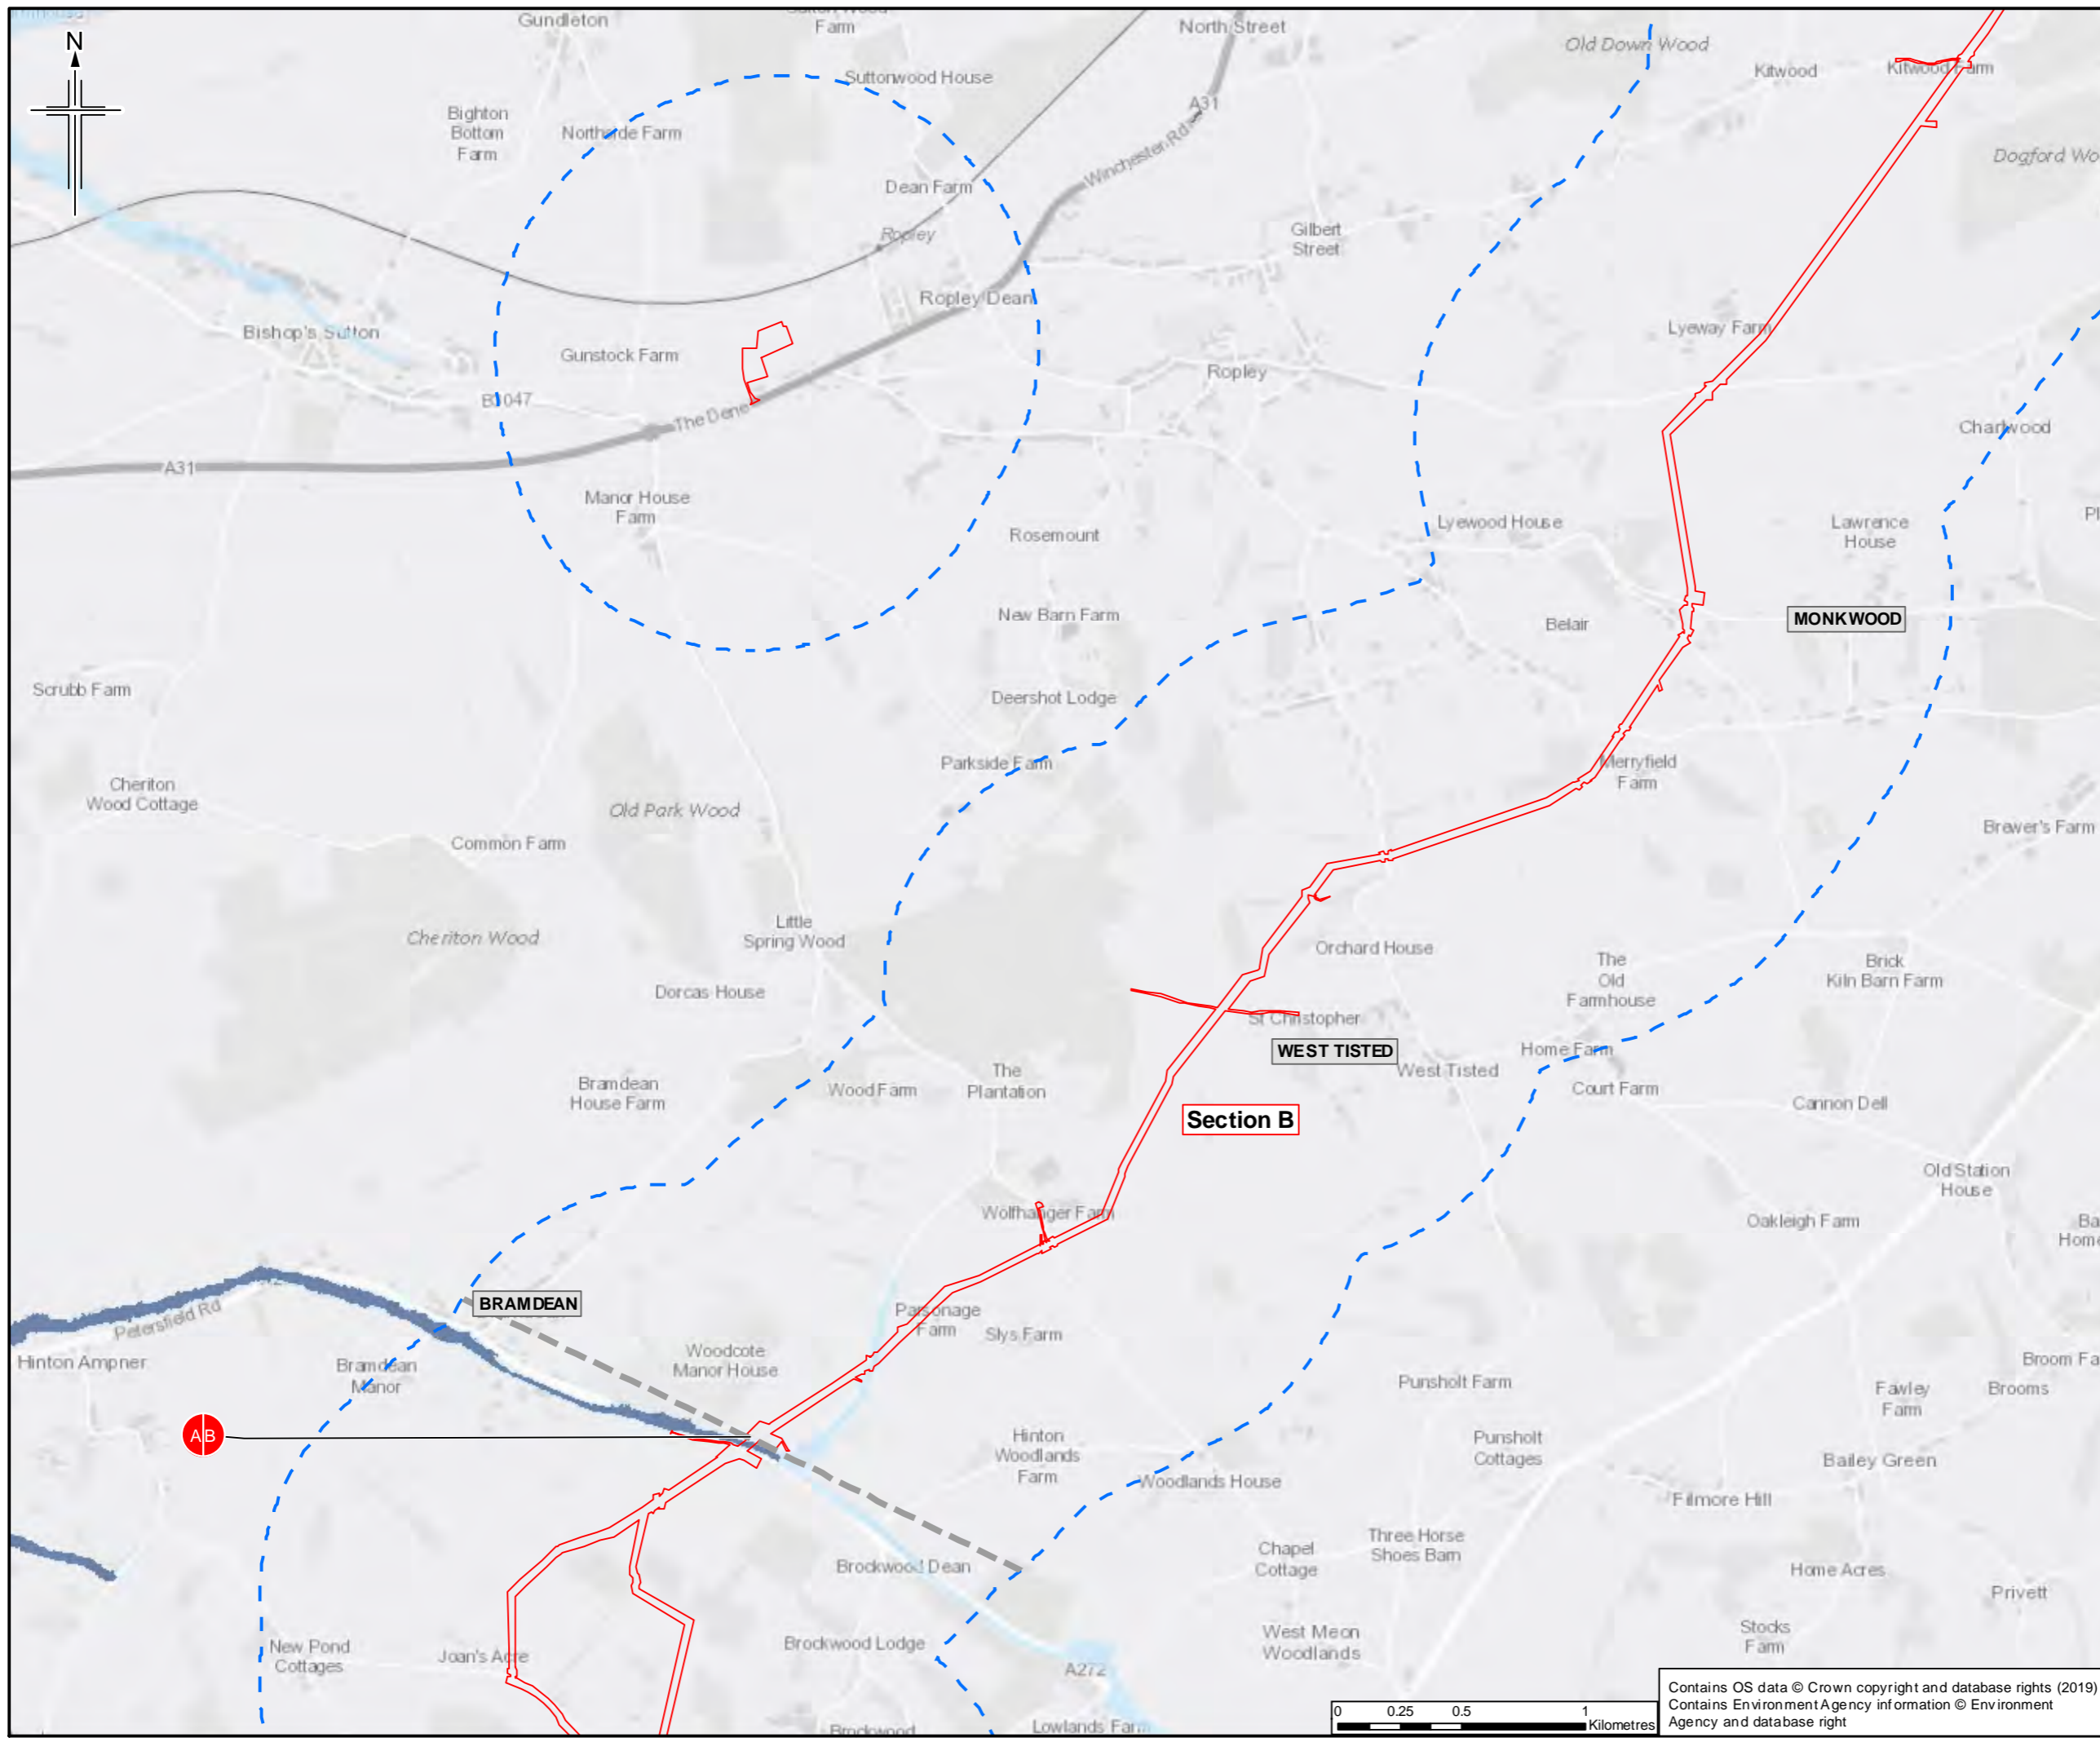 Gundleton
Farm
North Street
Old Down Wood
N
Suttonwood House
Kitwood
Kitwood Farm
A31
Bighton
Bottom
Farm
Northside Farm
Winchester Rd
Dean Farm
Ropley
Gilbert
Street
Ropley Dean
Bishop's Sutton
Gunstock Farm
Lyeway Farm
Ropley
B3047
The Dene
Charlwood
A31
Manor House
Farm
Rosemount
Lyewood House
Lawrence
House
New Barn Farm
Belair
MONKWOOD
Scrubb Farm
Deershot Lodge
Parkside Farm
Merryfield
Farm
Cheriton
Wood Cottage
Old Park Wood
Common Farm
Brewer's Farm
Little
Spring Wood
Cheriton Wood
Orchard House
The
Old
Farmhouse
Brick
Kiln Barn Farm
Dorcas House
St Christopher
WEST TISTED
Home Farm
West Tisted
Court Farm
Bramdean
House Farm
Wood Farm
The
Plantation
Cannon Dell
Section B
Old Station
House
Wolfhanger Farm
Oakleigh Farm
BRAMDEAN
Petersfield Rd
Parsonage
Farm
Slys Farm
Hinton Ampner
Bramdean
Manor
Woodcote
Manor House
Punsholt Farm
Fawley
Farm
Brooms
A B
Hinton
Woodlands
Farm
Punsholt
Cottages
Bailey Green
Woodlands House
Filmore Hill
Chapel
Cottage
Three Horse
Shoes Barn
Brockwood Dean
Home Acres
Privett
New Pond
Cottages
Joan's Acre
Brockwood Lodge
West Meon
Woodlands
Stocks
Farm
A272
Brockwood
Lowlands Farm
0 0.25 0.5 1
Kilometres
Contains OS data © Crown copyright and database rights (2019)
Contains Environment Agency information © Environment
Agency and database right